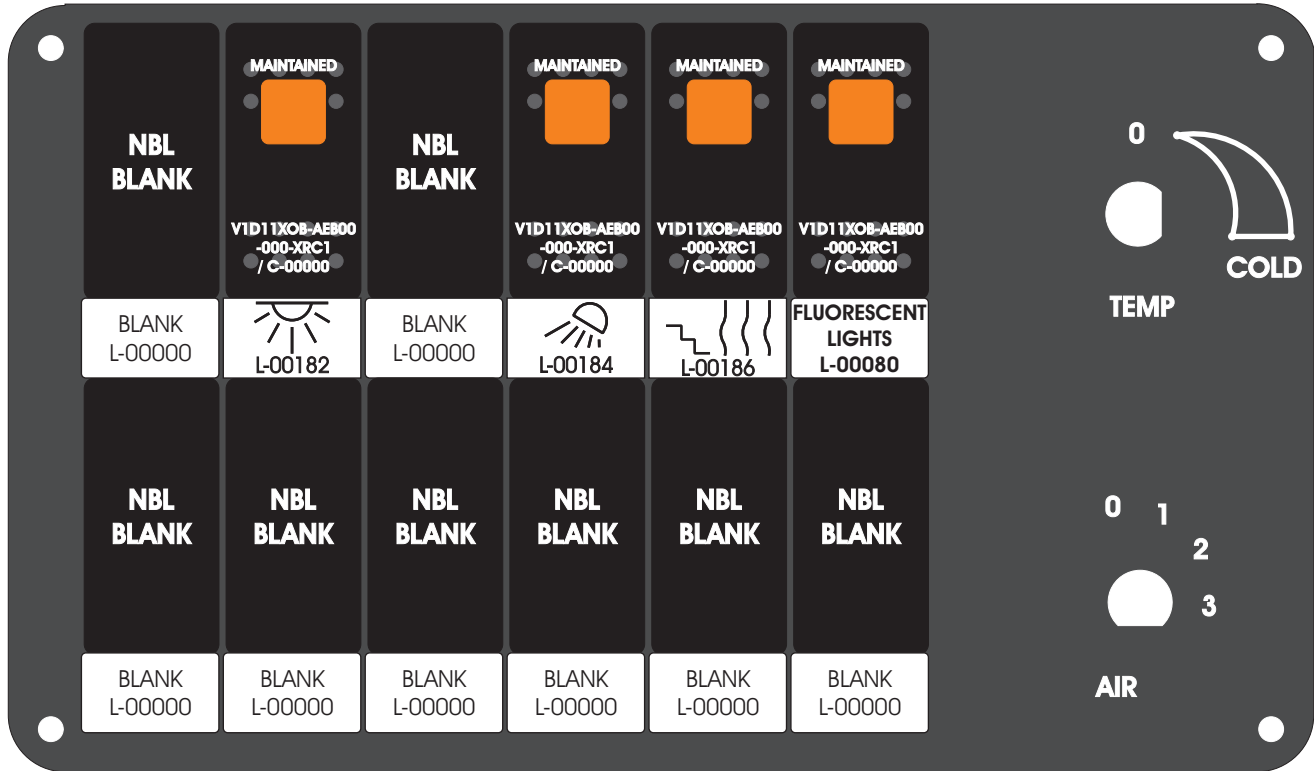 NBL
BLANK
BLANK
L-00000
MAINTAINED
V1D11XOB-AEB00
-000-XRC1
/ C-00000
L-00182
NBL
BLANK
BLANK
L-00000
MAINTAINED
V1D11XOB-AEB00
-000-XRC1
/ C-00000
L-00184
MAINTAINED
V1D11XOB-AEB00
-000-XRC1
/ C-00000
L-00186
MAINTAINED
V1D11XOB-AEB00
-000-XRC1
/ C-00000
FLUORESCENT
LIGHTS
L-00080
0
COLD
TEMP
NBL
BLANK
BLANK
L-00000
NBL
BLANK
BLANK
L-00000
NBL
BLANK
BLANK
L-00000
NBL
BLANK
BLANK
L-00000
NBL
BLANK
BLANK
L-00000
NBL
BLANK
BLANK
L-00000
0
1
2
3
AIR